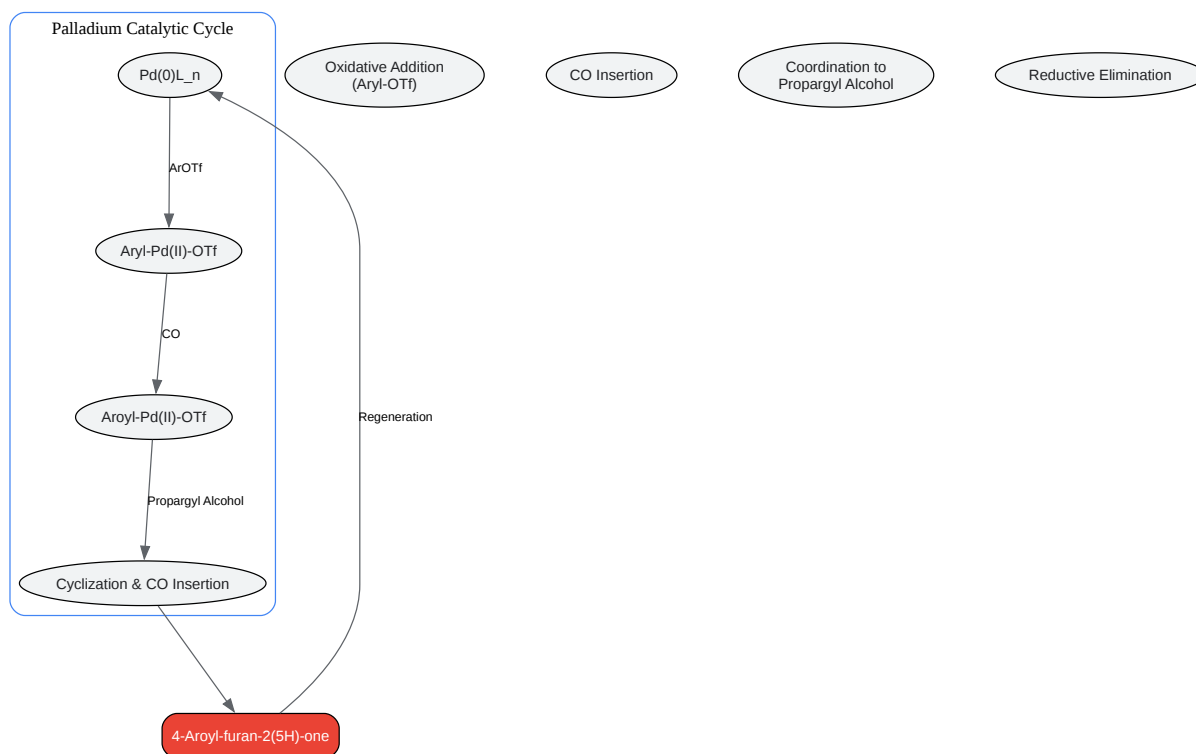 Palladium Catalytic Cycle
Pd(0)L_n
Oxidative Addition
(Aryl-OTf)
CO Insertion
Coordination to
Propargyl Alcohol
Reductive Elimination
ArOTf
Aryl-Pd(II)-OTf
CO
Aroyl-Pd(II)-OTf
Regeneration
Propargyl Alcohol
Cyclization & CO Insertion
4-Aroyl-furan-2(5H)-one